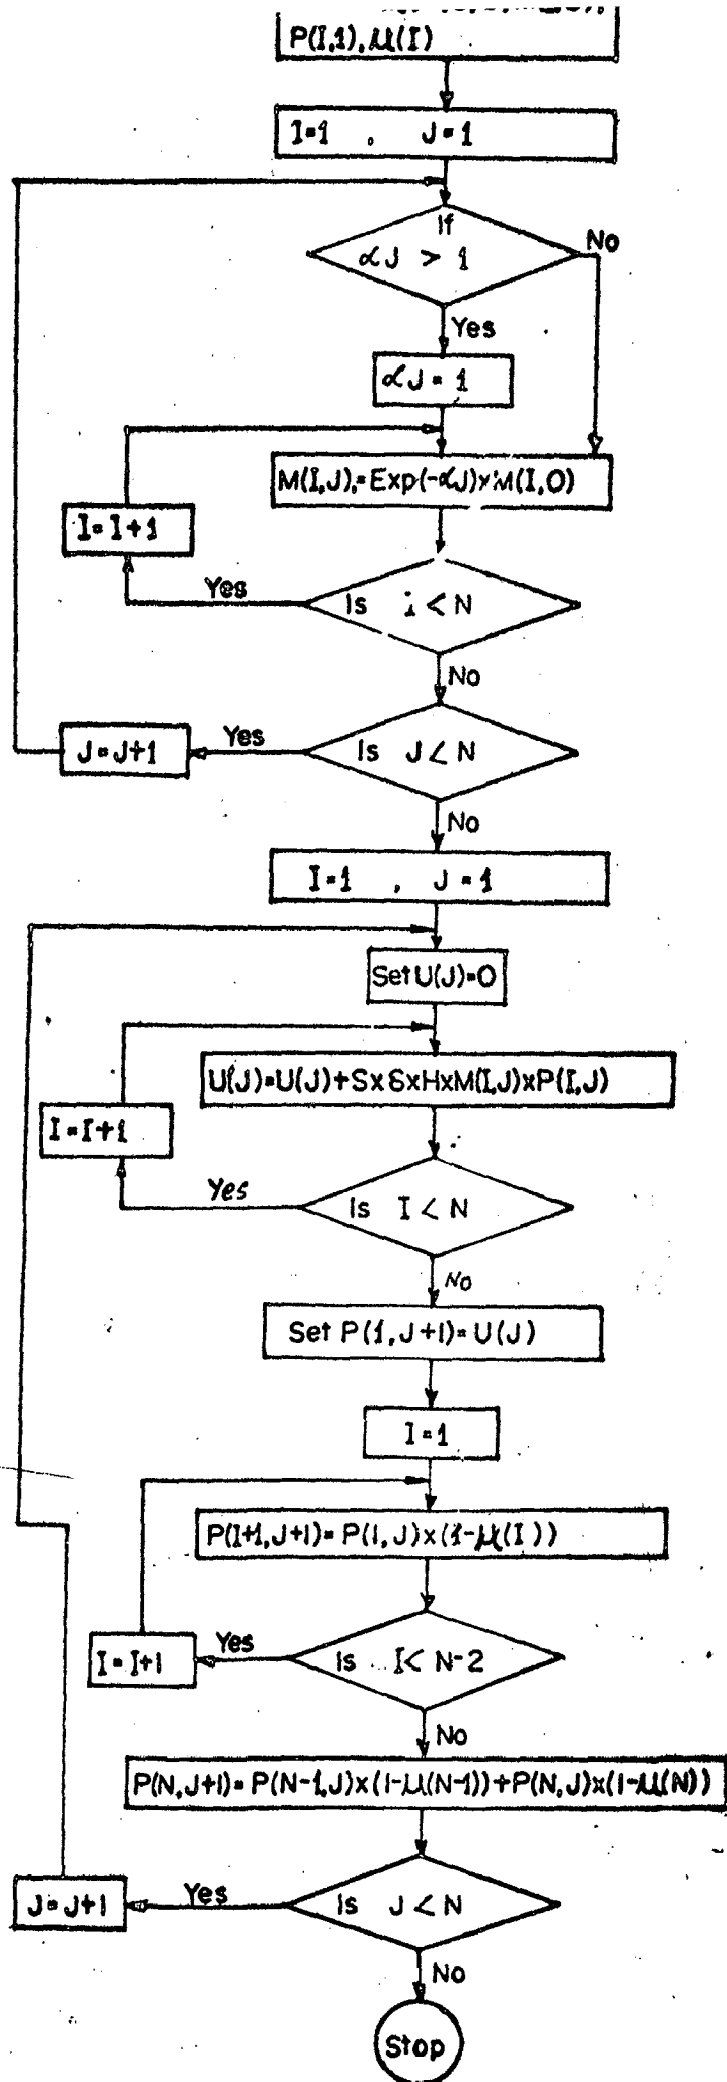 P(I,1), μ(I)
I=1 , J=1
If
αJ > 1
No
Yes
αJ = 1
M(I,J),=Exp(-αJ)×M(I,0)
I=I+1
Yes
Is i < N
No
J=J+1
Yes
Is J < N
No
I=1 , J=1
Set U(J)=0
U(J)=U(J)+S×δ×H×M(I,J)×P(I,J)
I=I+1
Yes
Is I < N
No
Set P(1,J+1)=U(J)
I=1
P(I+1,J+1)=P(I,J)×(1-μ(I))
I=I+1
Yes
Is I< N-2
No
P(N,J+1)=P(N-1,J)×(1-μ(N-1))+P(N,J)×(1-μ(N))
J=J+1
Yes
Is J < N
No
Stop